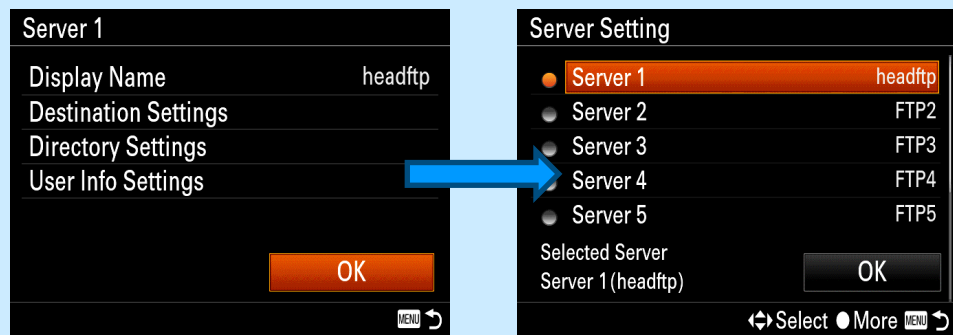 Server 1
Display Name headftp
Destination Settings
Directory Settings
User Info Settings
OK
MENU
Server Setting
Server 1 headftp
Server 2 FTP2
Server 3 FTP3
Server 4 FTP4
Server 5 FTP5
Selected Server
Server 1(headftp)
OK
Select More MENU